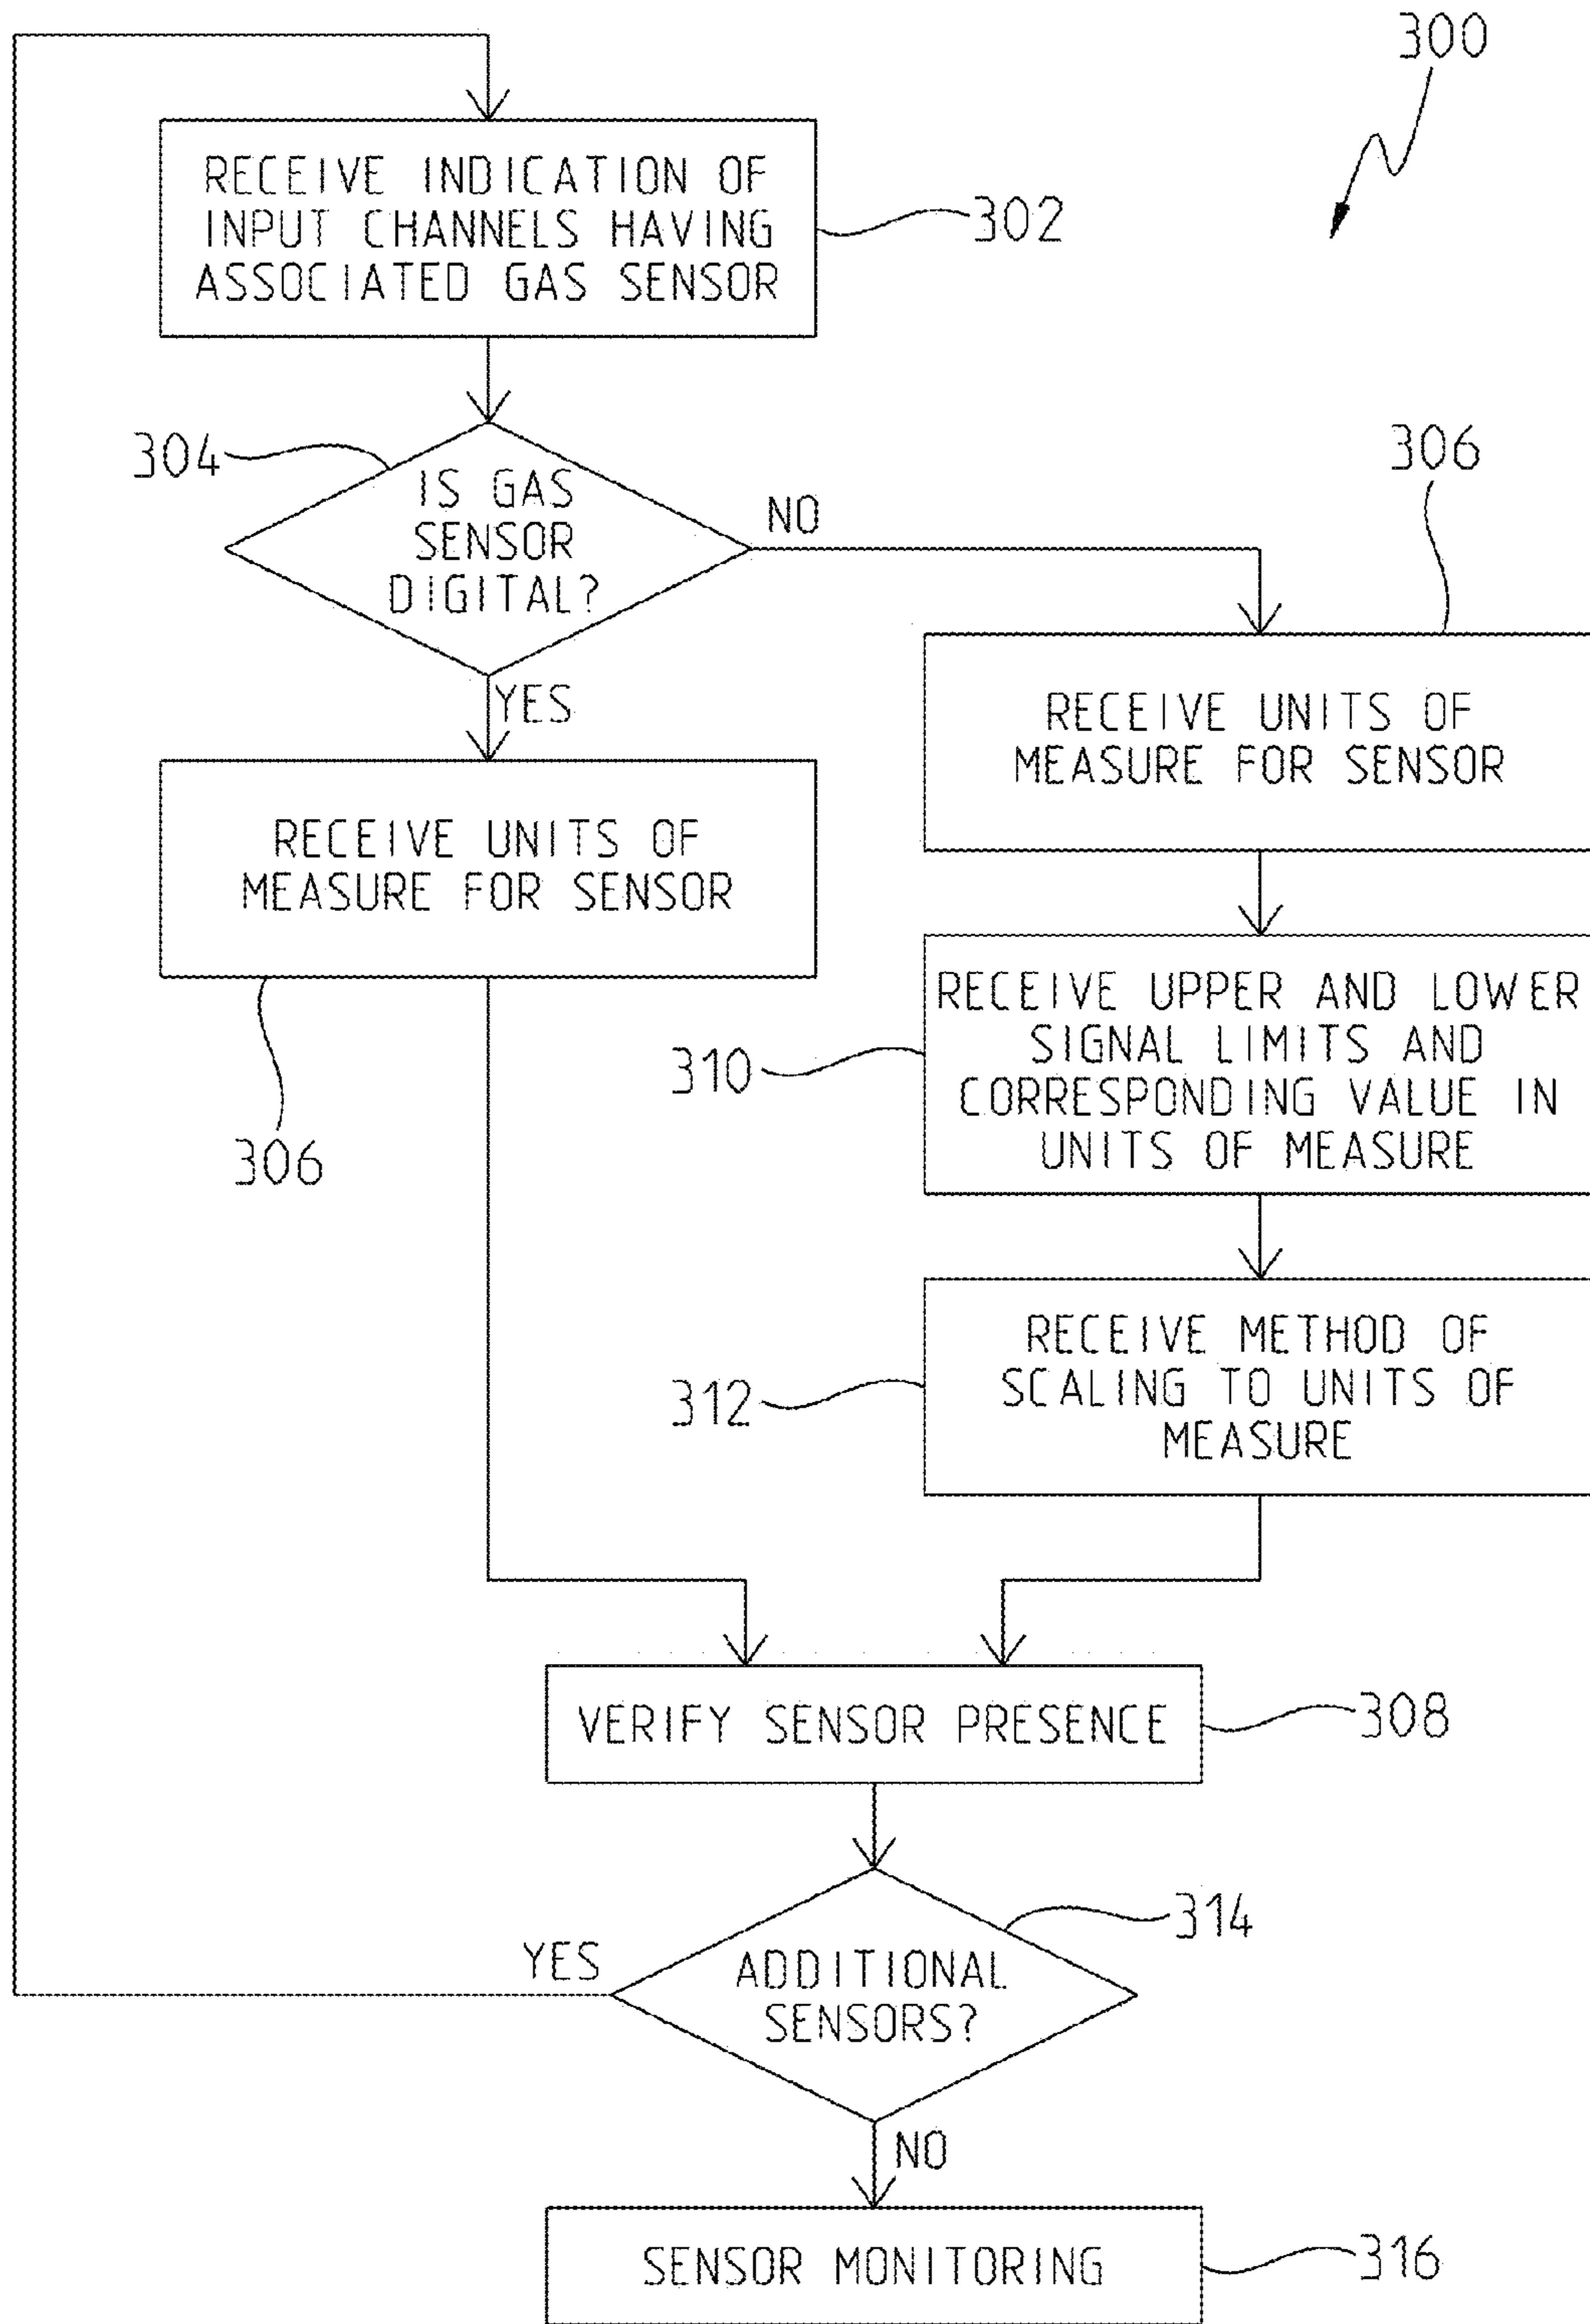 300
RECEIVE INDICATION OF
INPUT CHANNELS HAVING
ASSOCIATED GAS SENSOR
302
304
IS GAS
SENSOR
DIGITAL?
NO
YES
306
RECEIVE UNITS OF
MEASURE FOR SENSOR
RECEIVE UNITS OF
MEASURE FOR SENSOR
306
RECEIVE UPPER AND LOWER
SIGNAL LIMITS AND
CORRESPONDING VALUE IN
UNITS OF MEASURE
310
RECEIVE METHOD OF
SCALING TO UNITS OF
MEASURE
312
VERIFY SENSOR PRESENCE
308
ADDITIONAL
SENSORS?
314
YES
NO
SENSOR MONITORING
316